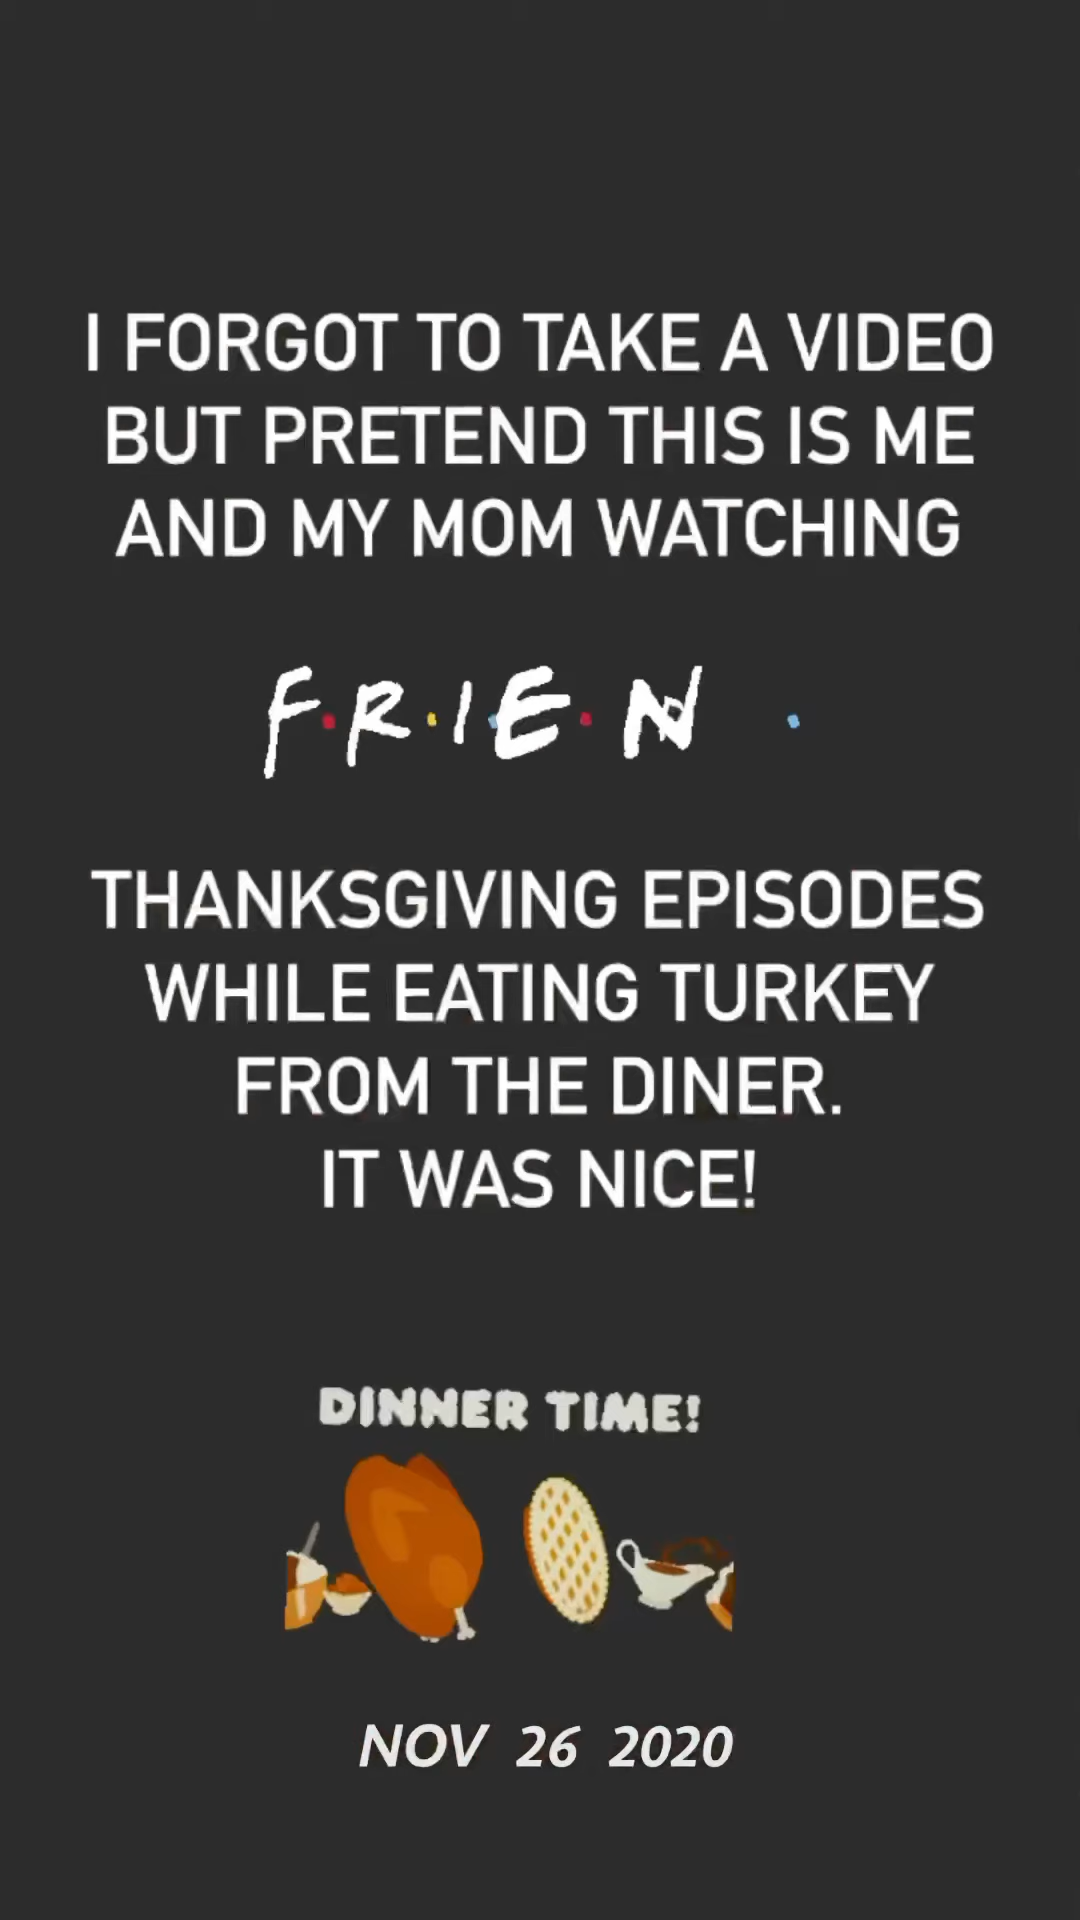 I FORGOT TO TAKE A VIDEO
BUT PRETEND THIS IS ME
AND MY MOM WATCHING
F·R·I·E·N ·
THANKSGIVING EPISODES
WHILE EATING TURKEY
FROM THE DINER.
IT WAS NICE!
DINNER TIME!
NOV 26 2020